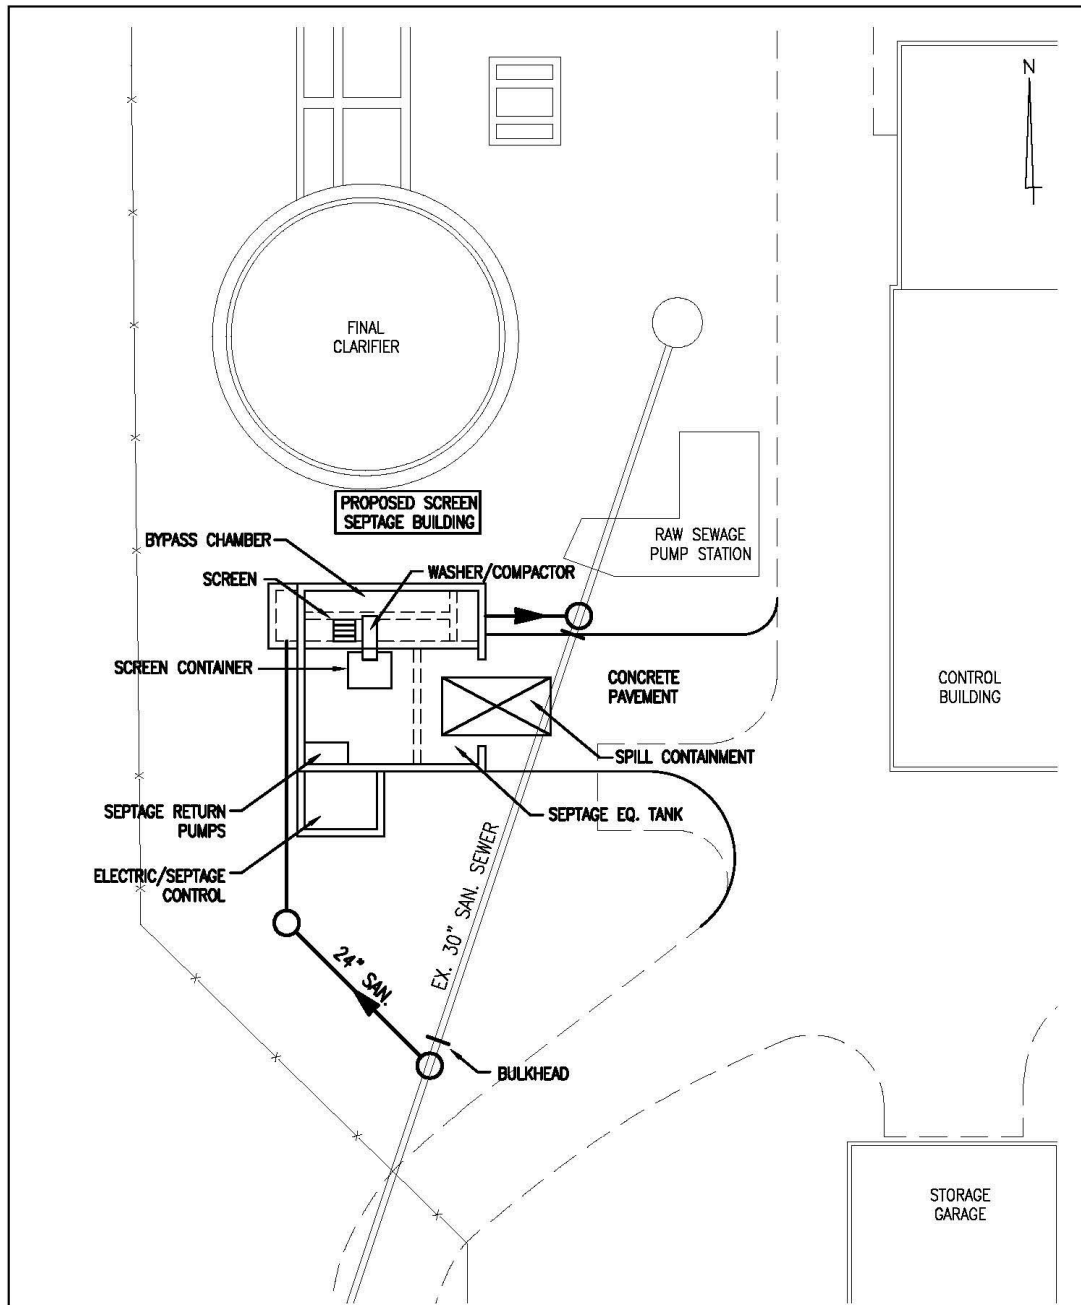 N
FINAL
CLARIFIER
PROPOSED SCREEN
SEPTAGE BUILDING
BYPASS CHAMBER
RAW SEWAGE
PUMP STATION
SCREEN
WASHER/COMPACTOR
SCREEN CONTAINER
CONCRETE
PAVEMENT
CONTROL
BUILDING
SPILL CONTAINMENT
SEPTAGE RETURN
PUMPS
SEPTAGE EQ. TANK
ELECTRIC/SEPTAGE
CONTROL
EX. 30" SAN. SEWER
24" SAN.
BULKHEAD
STORAGE
GARAGE